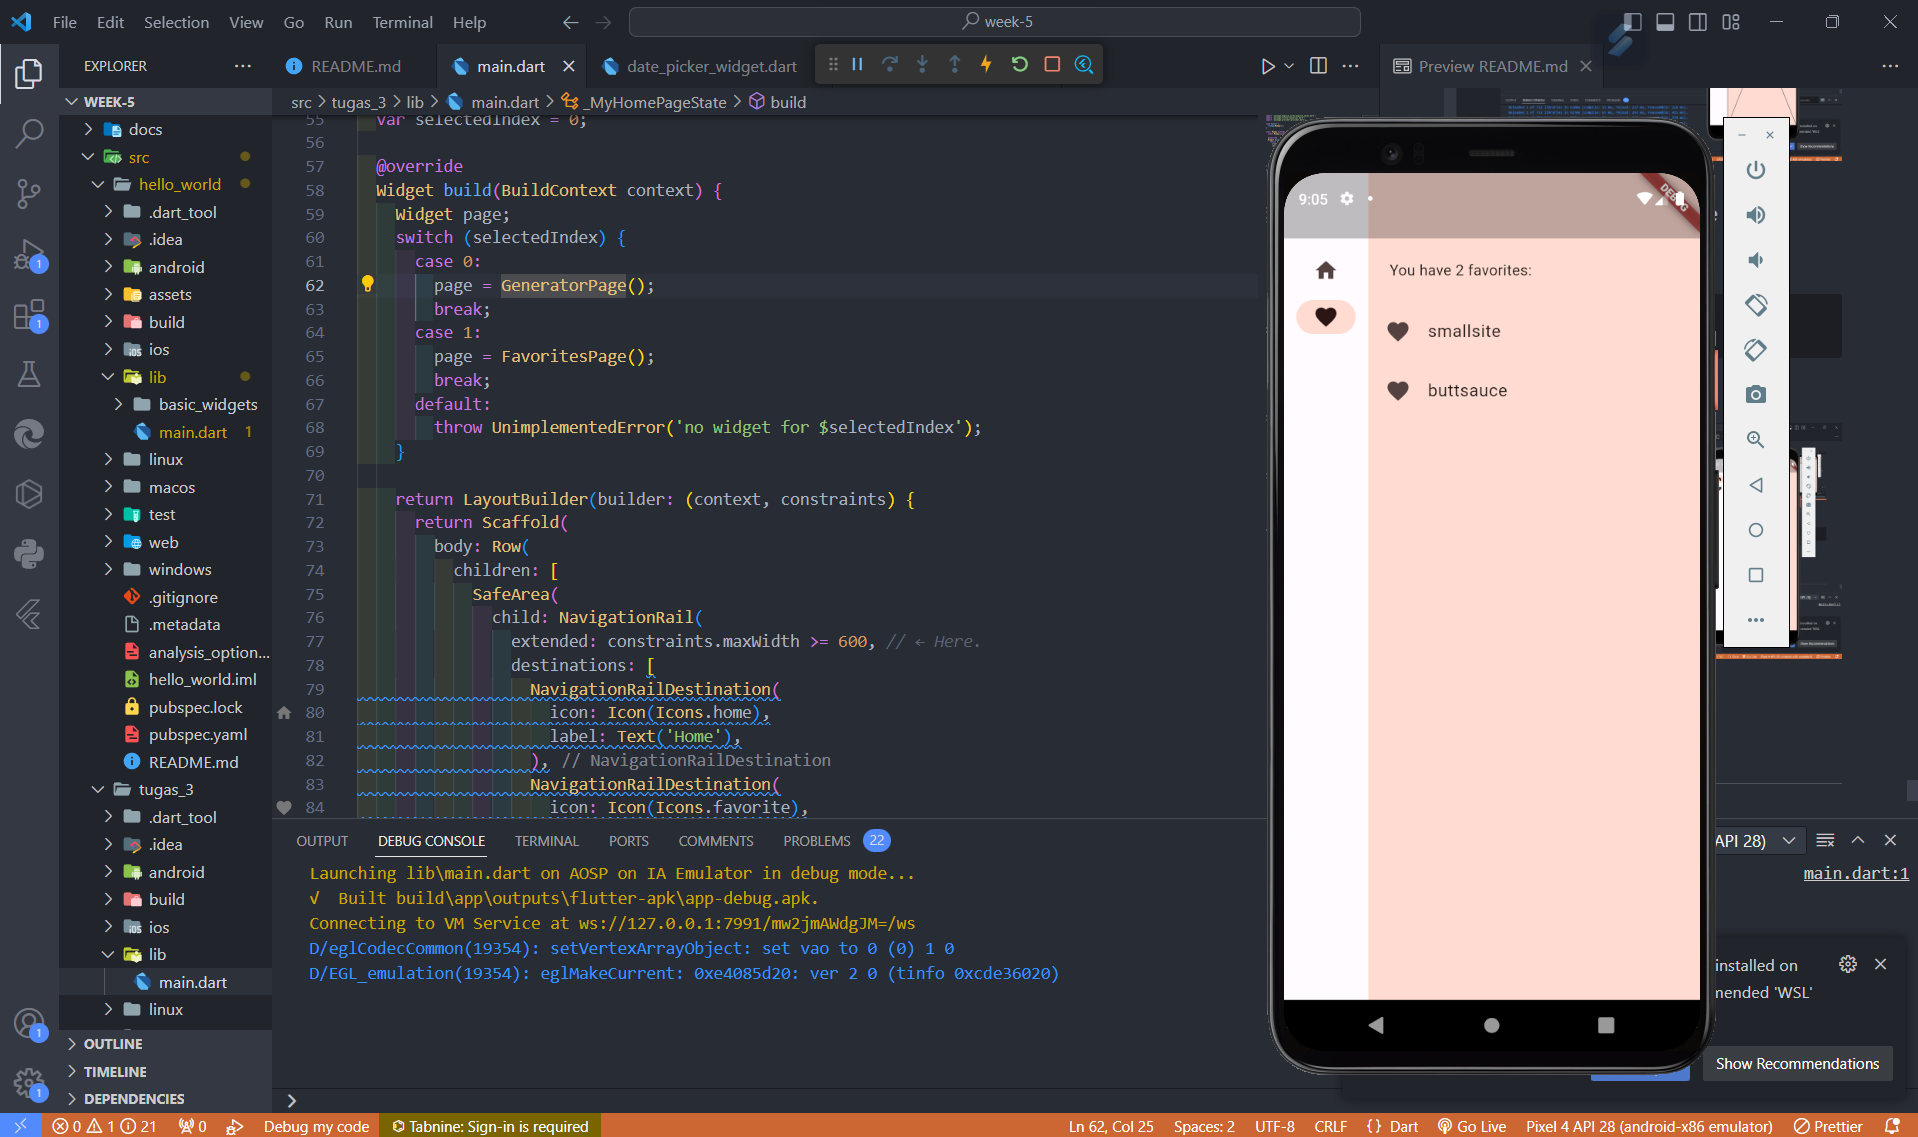 File Edit Selection View Go Run Terminal Help
week-5
EXPLORER
README.md
main.dart
date_picker_widget.dart
Preview README.md
WEEK-5
src > tugas_3 > lib > main.dart > _MyHomePageState > build
docs
src
hello_world
.dart_tool
.idea
android
assets
build
ios
lib
basic_widgets
main.dart 1
linux
macos
test
web
windows
.gitignore
.metadata
analysis_option...
hello_world.iml
pubspec.lock
pubspec.yaml
README.md
tugas_3
.dart_tool
.idea
android
build
ios
lib
main.dart
linux
OUTLINE
TIMELINE
DEPENDENCIES
55 var selectedIndex = 0;
56
57 @override
58 Widget build(BuildContext context) {
59 Widget page;
60 switch (selectedIndex) {
61 case 0:
62 page = GeneratorPage();
63 break;
64 case 1:
65 page = FavoritesPage();
66 break;
67 default:
68 throw UnimplementedError('no widget for $selectedIndex');
69 }
70
71 return LayoutBuilder(builder: (context, constraints) {
72 return Scaffold(
73 body: Row(
74 children: [
75 SafeArea(
76 child: NavigationRail(
77 extended: constraints.maxWidth >= 600, // ← Here.
78 destinations: [
79 NavigationRailDestination(
80 icon: Icon(Icons.home),
81 label: Text('Home'),
82 ), // NavigationRailDestination
83 NavigationRailDestination(
84 icon: Icon(Icons.favorite),
9:05
DEBUG
You have 2 favorites:
smallsite
buttsauce
OUTPUT DEBUG CONSOLE TERMINAL PORTS COMMENTS PROBLEMS 22
API 28)
Launching lib\main.dart on AOSP on IA Emulator in debug mode...
main.dart:1
√ Built build\app\outputs\flutter-apk\app-debug.apk.
Connecting to VM Service at ws://127.0.0.1:7991/mw2jmAWdgJM=/ws
D/eglCodecCommon(19354): setVertexArrayObject: set vao to 0 (0) 1 0
D/EGL_emulation(19354): eglMakeCurrent: 0xe4085d20: ver 2 0 (tinfo 0xcde36020)
installed on
mended 'WSL'
Show Recommendations
0 1 21 0 Debug my code Tabnine: Sign-in is required Ln 62, Col 25 Spaces: 2 UTF-8 CRLF {} Dart Go Live Pixel 4 API 28 (android-x86 emulator) Prettier